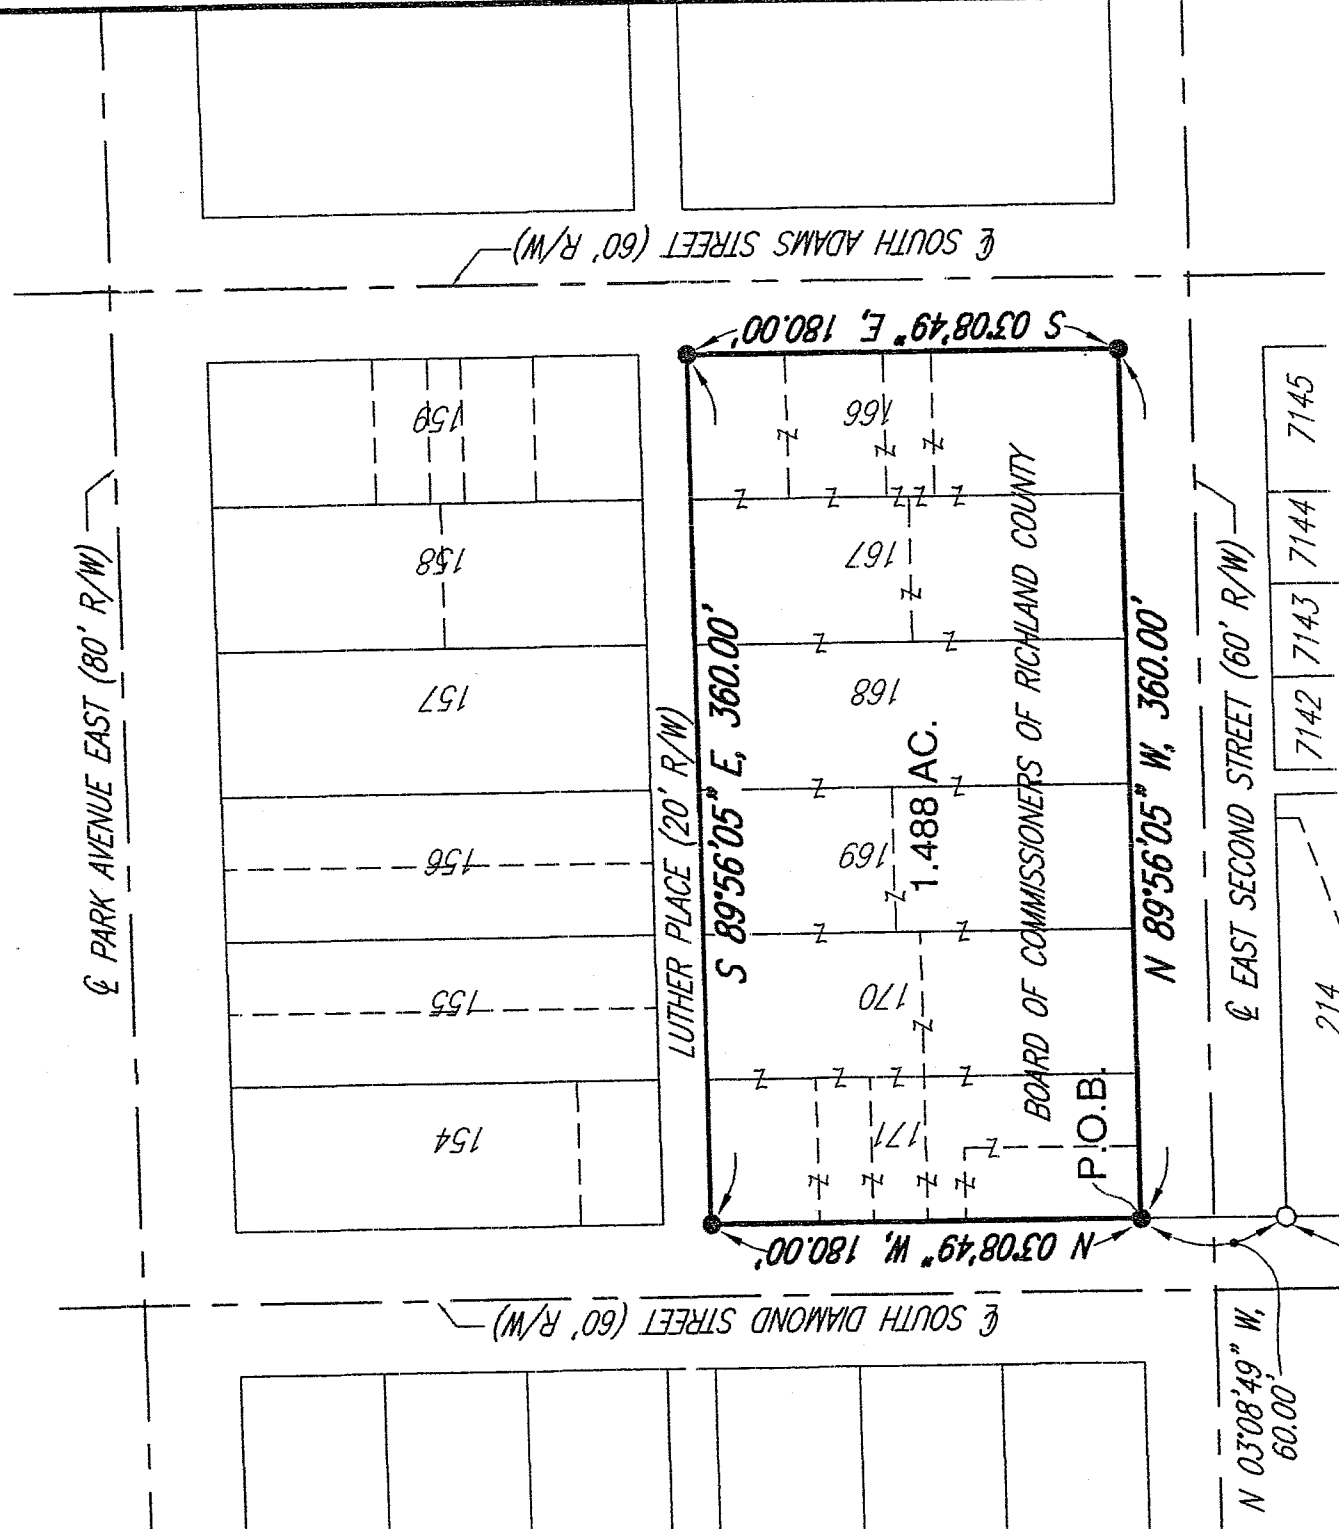 ℄ PARK AVENUE EAST (80' R/W)
154
155
156
157
158
159
LUTHER PLACE (20' R/W)
S 89°56'05" E, 360.00'
171
170
169
168
167
166
1.488 AC.
BOARD OF COMMISSIONERS OF RICHLAND COUNTY
P.O.B.
N 89°56'05" W, 360.00'
N 03°08'49" W, 180.00'
S 03°08'49" E, 180.00'
℄ SOUTH DIAMOND STREET (60' R/W)
℄ SOUTH ADAMS STREET (60' R/W)
℄ EAST SECOND STREET (60' R/W)
N 03°08'49" W,
60.00'
214
7142
7143
7144
7145